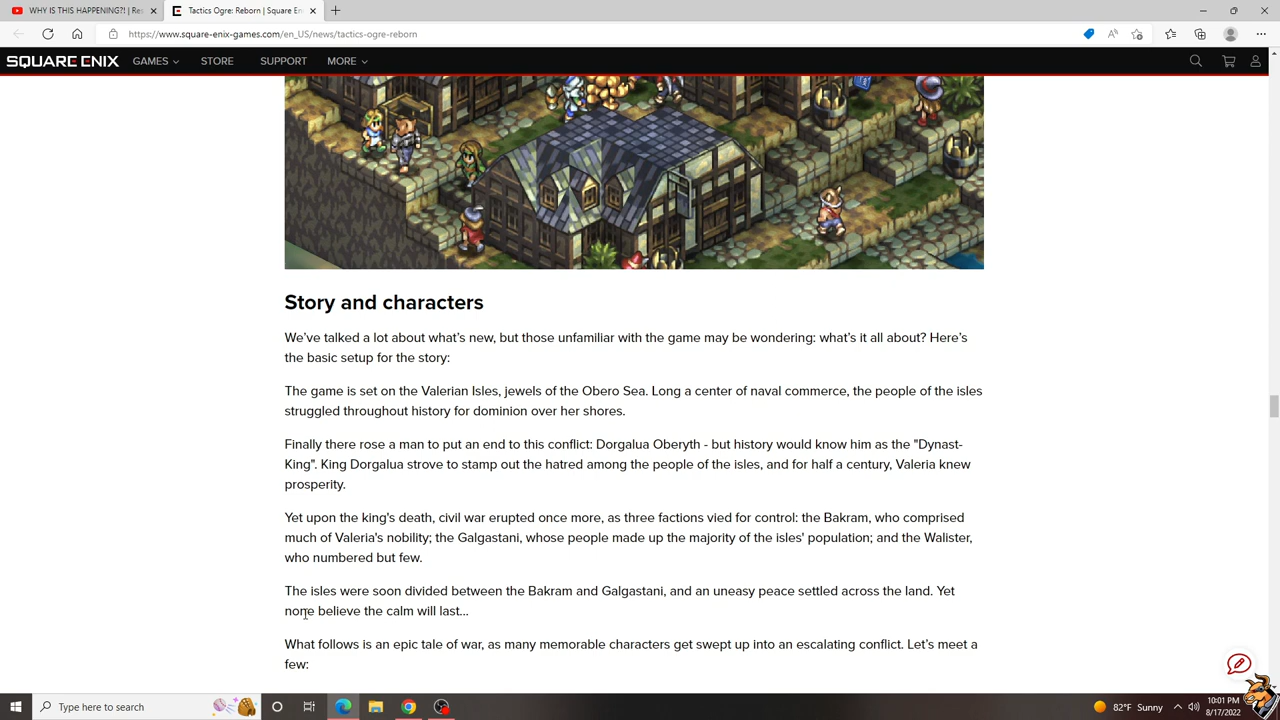 WHY IS THIS HAPPENING?! | Re
Tactics Ogre: Reborn | Square En
https://www.square-enix-games.com/en_US/news/tactics-ogre-reborn
SQUARE ENIX GAMES STORE SUPPORT MORE
Story and characters
We've talked a lot about what's new, but those unfamiliar with the game may be wondering: what's it all about? Here's
the basic setup for the story:
The game is set on the Valerian Isles, jewels of the Obero Sea. Long a center of naval commerce, the people of the isles
struggled throughout history for dominion over her shores.
Finally there rose a man to put an end to this conflict: Dorgalua Oberyth - but history would know him as the "Dynast-
King". King Dorgalua strove to stamp out the hatred among the people of the isles, and for half a century, Valeria knew
prosperity.
Yet upon the king's death, civil war erupted once more, as three factions vied for control: the Bakram, who comprised
much of Valeria's nobility; the Galgastani, whose people made up the majority of the isles' population; and the Walister,
who numbered but few.
The isles were soon divided between the Bakram and Galgastani, and an uneasy peace settled across the land. Yet
none believe the calm will last...
What follows is an epic tale of war, as many memorable characters get swept up into an escalating conflict. Let's meet a
few:
Type here to search
82°F Sunny
10:01 PM
8/17/2022